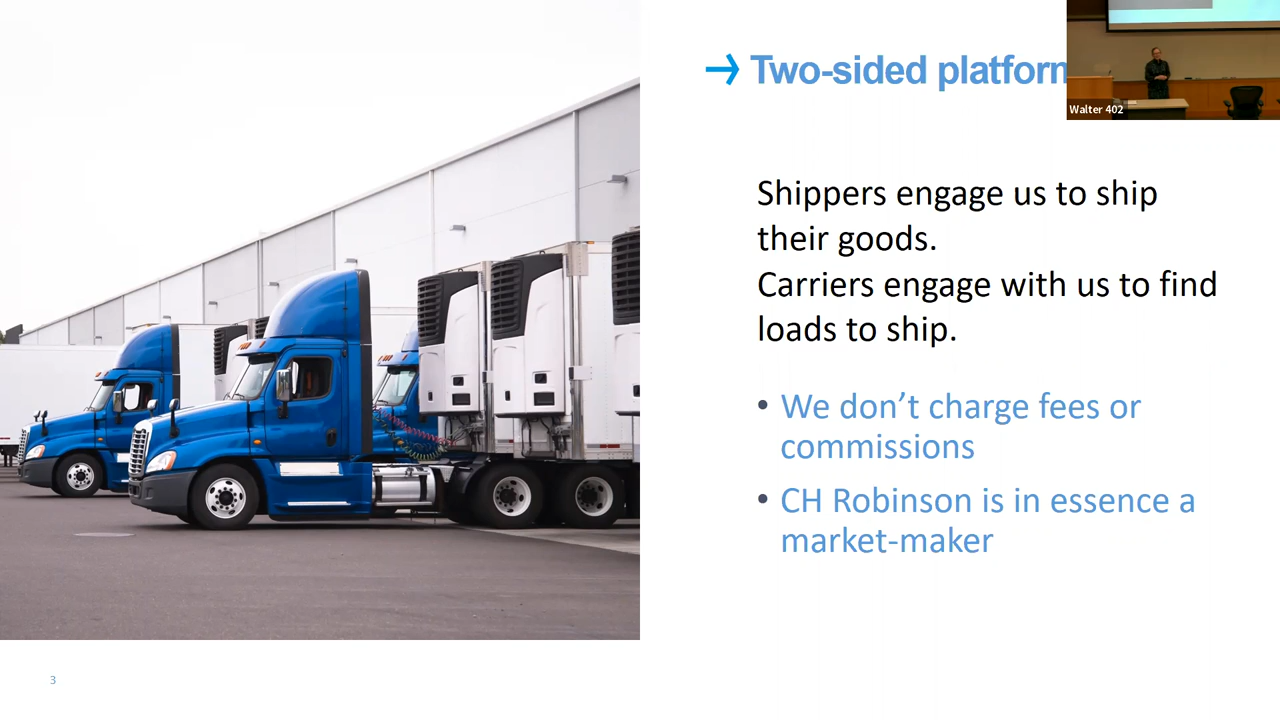 Two-sided platform
Walter 402
Shippers engage us to ship
their goods.
Carriers engage with us to find
loads to ship.
• We don’t charge fees or
commissions
• CH Robinson is in essence a
market-maker
3